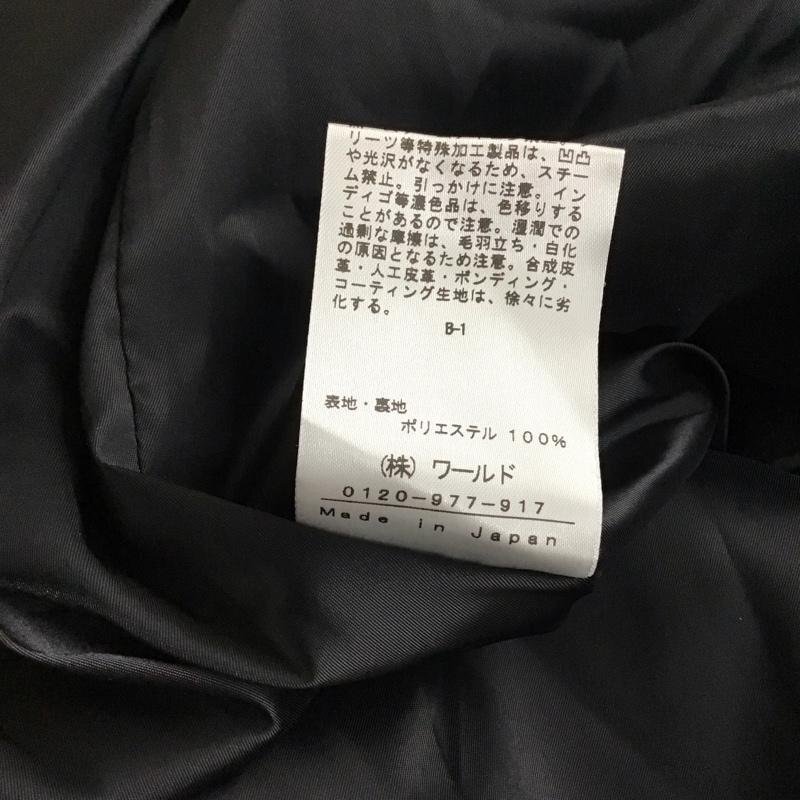 リーツ等特殊加工製品は、凹凸
や光沢がなくなるため、スチー
ム禁止。引っかけに注意。イン
ディゴ等濃色品は、色移りする
ことがあるので注意。湿潤での
過剰な摩擦は、毛羽立ち・白化
の原因となるため注意。合成皮
革・人工皮革・ボンディング・
コーティング生地は、徐々に劣
化する。
B-1
表地・裏地
ポリエステル 100%
(株) ワールド
0120-977-917
Made in Japan